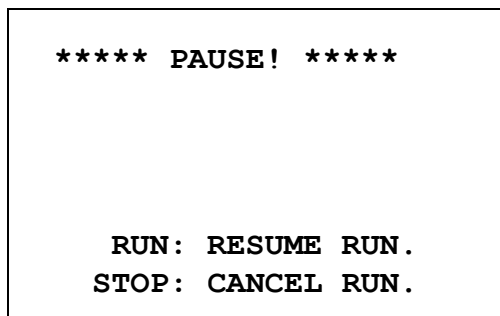 ***** PAUSE! *****
RUN: RESUME RUN.
STOP: CANCEL RUN.